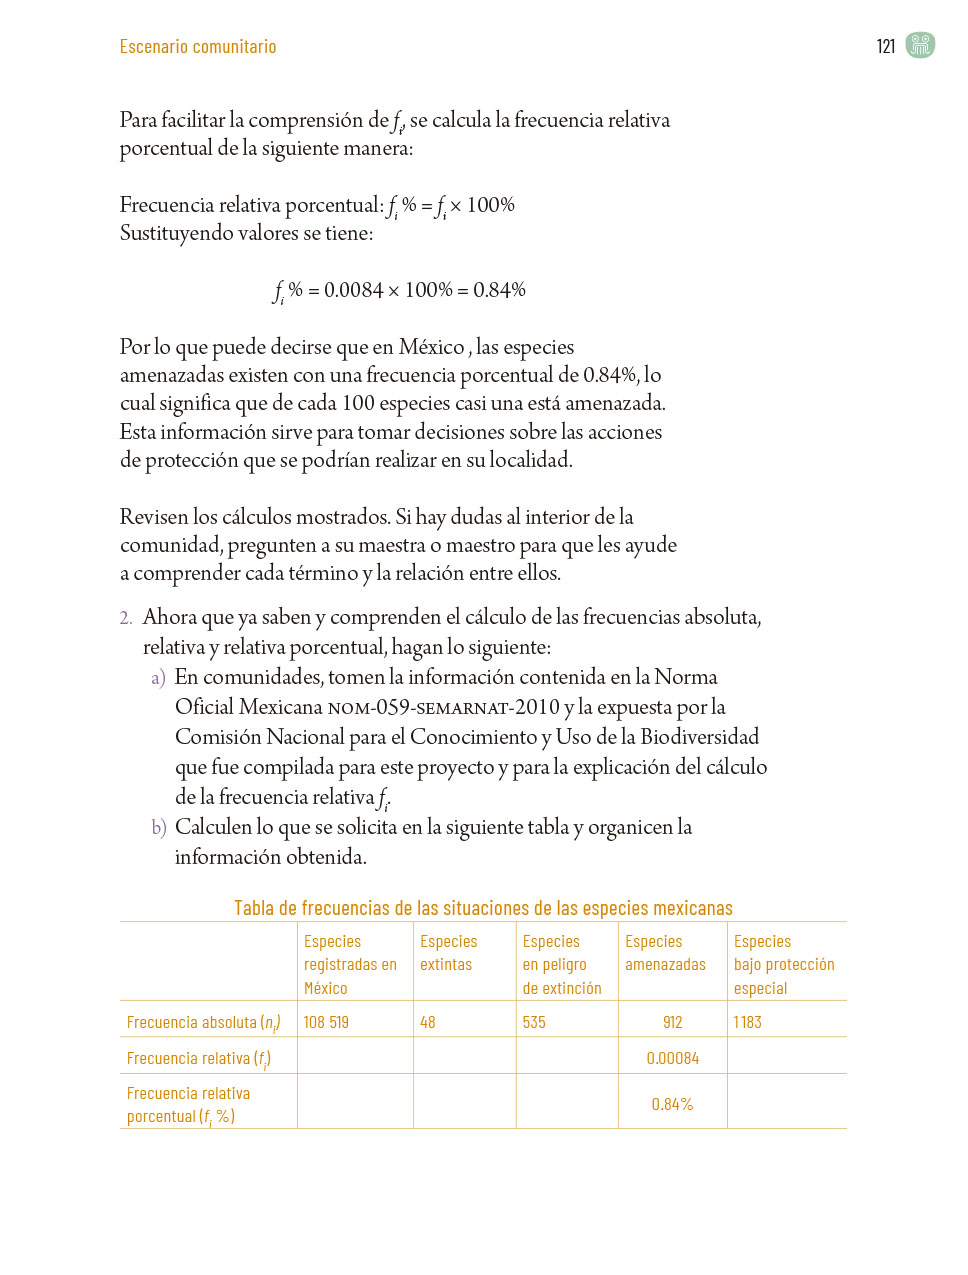 Escenario comunitario
121
Para facilitar la comprensión de fi, se calcula la frecuencia relativa
porcentual de la siguiente manera:
Frecuencia relativa porcentual: fi % = fi × 100%
Sustituyendo valores se tiene:
fi % = 0.0084 × 100% = 0.84%
Por lo que puede decirse que en México , las especies
amenazadas existen con una frecuencia porcentual de 0.84%, lo
cual significa que de cada 100 especies casi una está amenazada.
Esta información sirve para tomar decisiones sobre las acciones
de protección que se podrían realizar en su localidad.
Revisen los cálculos mostrados. Si hay dudas al interior de la
comunidad, pregunten a su maestra o maestro para que les ayude
a comprender cada término y la relación entre ellos.
2. Ahora que ya saben y comprenden el cálculo de las frecuencias absoluta,
relativa y relativa porcentual, hagan lo siguiente:
a) En comunidades, tomen la información contenida en la Norma
Oficial Mexicana NOM-059-SEMARNAT-2010 y la expuesta por la
Comisión Nacional para el Conocimiento y Uso de la Biodiversidad
que fue compilada para este proyecto y para la explicación del cálculo
de la frecuencia relativa fi.
b) Calculen lo que se solicita en la siguiente tabla y organicen la
información obtenida.
Tabla de frecuencias de las situaciones de las especies mexicanas
Especies registradas en México | Especies extintas | Especies en peligro de extinción | Especies amenazadas | Especies bajo protección especial
Frecuencia absoluta (ni) 108 519 48 535 912 1 183
Frecuencia relativa (fi) 0.00084
Frecuencia relativa
porcentual (fi %) 0.84%